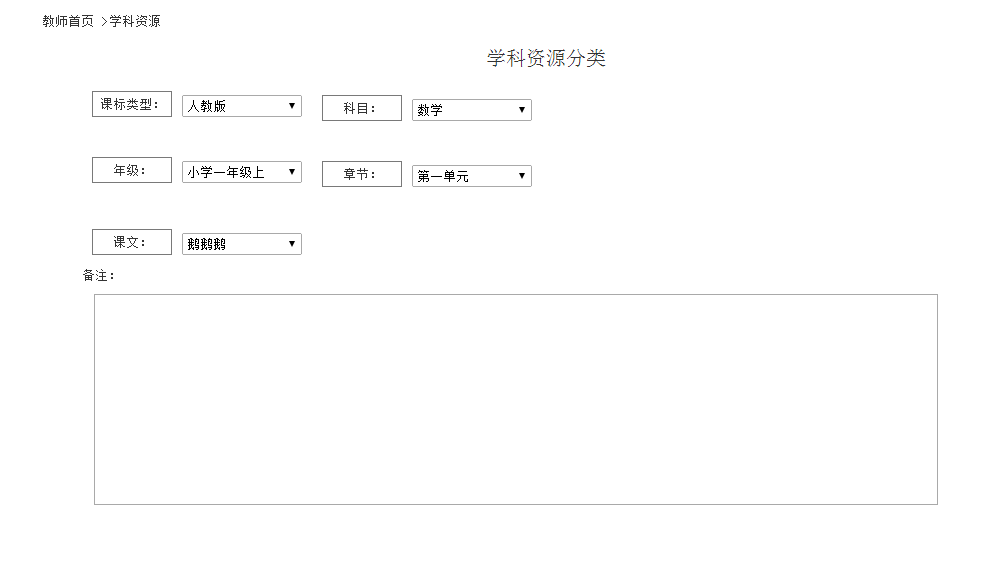 教师首页 >学科资源
学科资源分类
课标类型： 人教版 科目： 数学
年级： 小学一年级上 章节： 第一单元
课文： 鹅鹅鹅
备注：